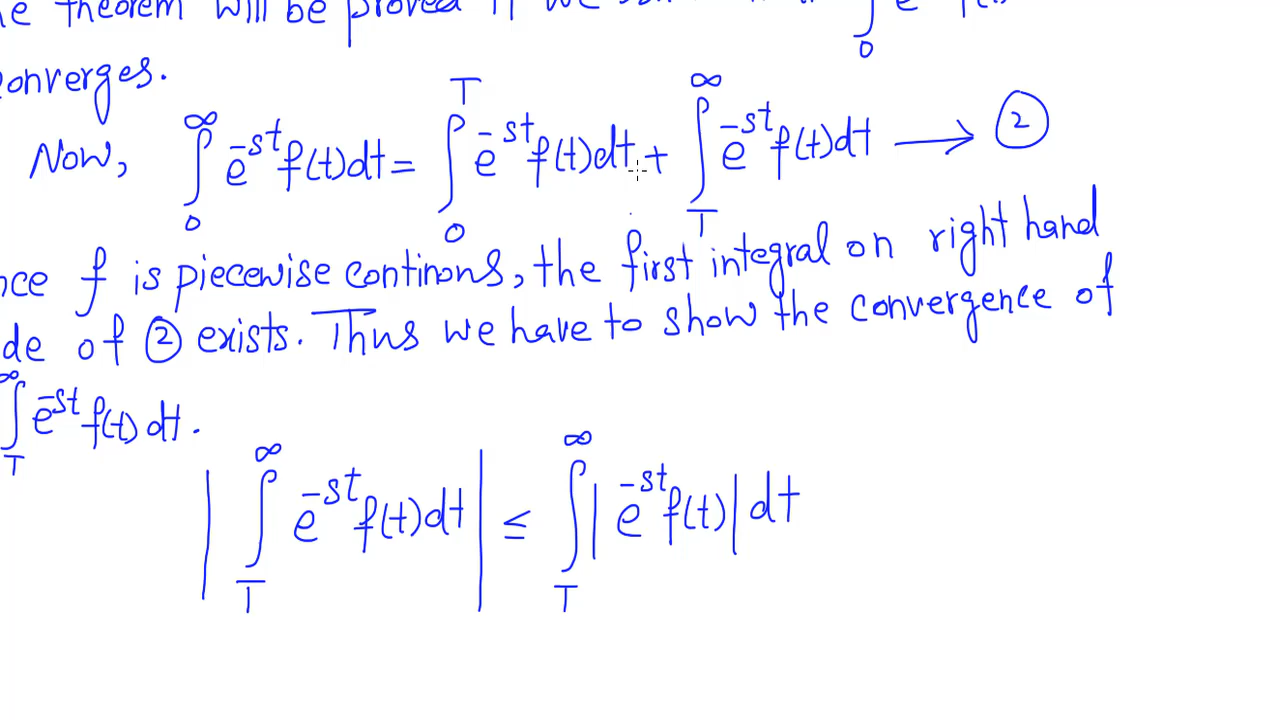 theorem will be proved if we
converges.
Now, ∫₀^∞ e^{-st} f(t)dt = ∫₀^T e^{-st} f(t)dt + ∫_T^∞ e^{-st} f(t)dt ⟶ ②
nce f is piecewise continons, the first integral on right hand
de of ② exists. Thus we have to show the convergence of
∫_T^∞ e^{-st} f(t) dt.
| ∫_T^∞ e^{-st} f(t)dt | ≤ ∫_T^∞ | e^{-st} f(t) | dt